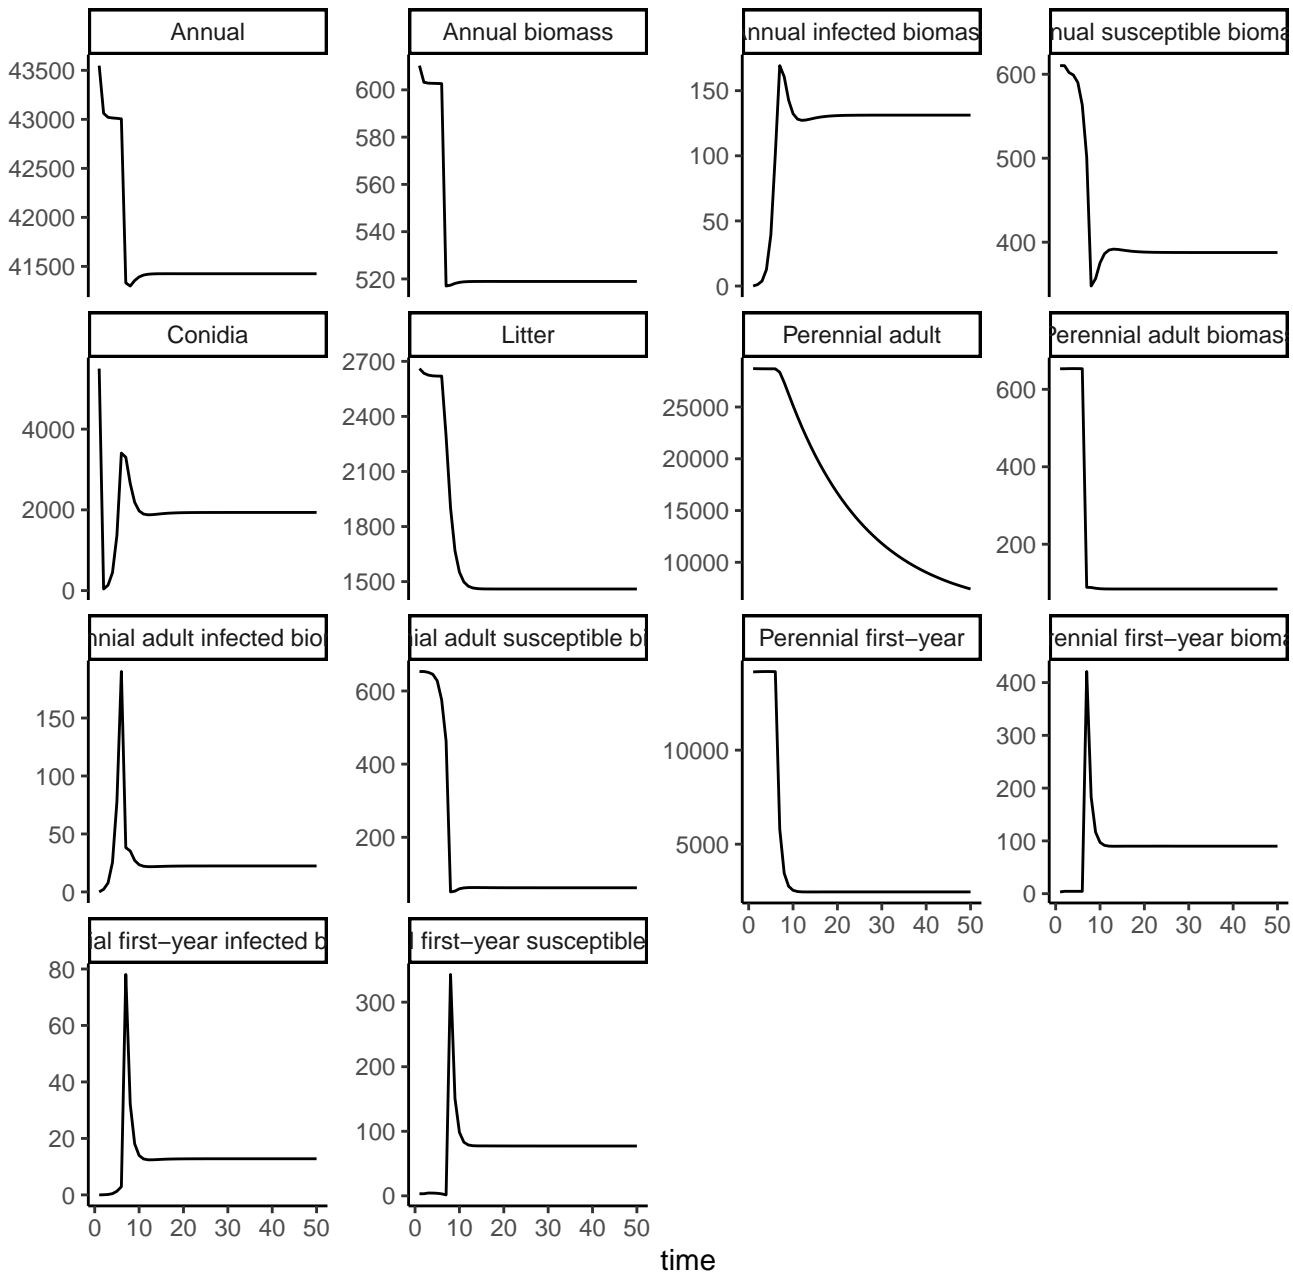 Annual
Annual biomass
Annual infected biomas
nual susceptible bioma
43500
43000
42500
42000
41500
600
580
560
540
520
150
100
50
0
600
500
400
Conidia
Litter
Perennial adult
Perennial adult biomas
4000
2000
0
2700
2400
2100
1800
1500
25000
20000
15000
10000
600
400
200
nnial adult infected bio
nial adult susceptible bi
Perennial first−year
rennial first−year bioma
150
100
50
0
600
400
200
10000
5000
0 10 20 30 40 50
400
300
200
100
0
0 10 20 30 40 50
ial first−year infected b
l first−year susceptible
80
60
40
20
0
0 10 20 30 40 50
300
200
100
0
0 10 20 30 40 50
time